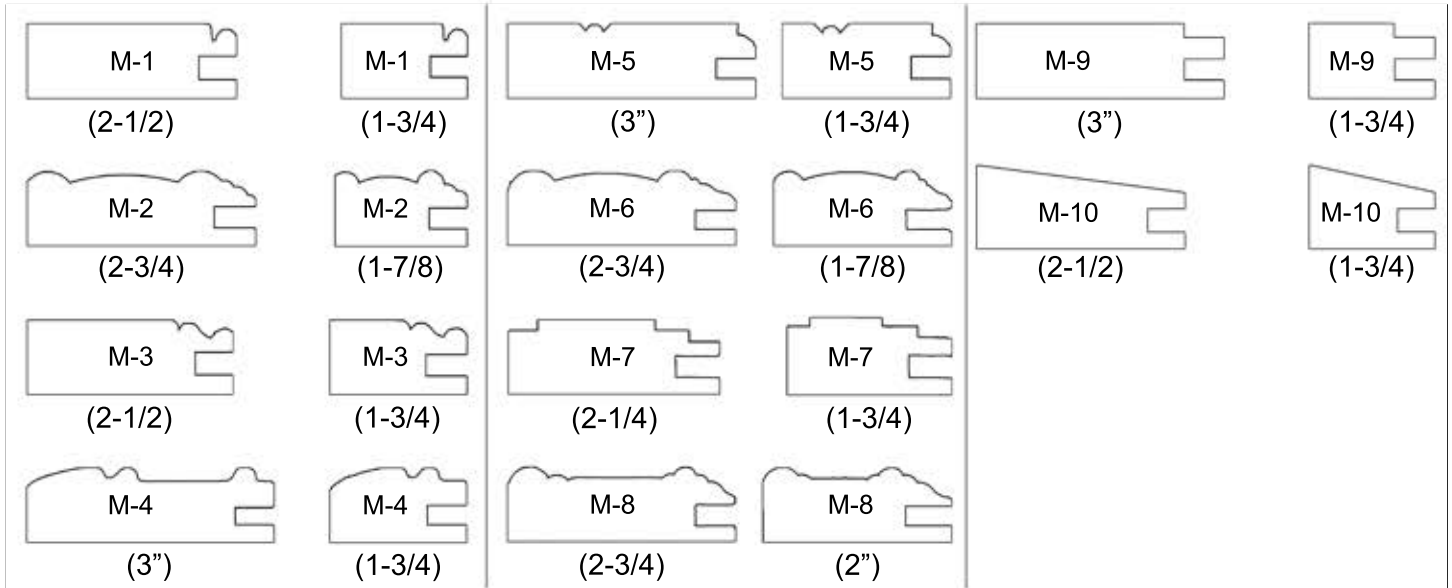 M-1
(2-1/2)
M-1
(1-3/4)
M-2
(2-3/4)
M-2
(1-7/8)
M-3
(2-1/2)
M-3
(1-3/4)
M-4
(3”)
M-4
(1-3/4)
M-5
(3”)
M-5
(1-3/4)
M-6
(2-3/4)
M-6
(1-7/8)
M-7
(2-1/4)
M-7
(1-3/4)
M-8
(2-3/4)
M-8
(2”)
M-9
(3”)
M-9
(1-3/4)
M-10
(2-1/2)
M-10
(1-3/4)